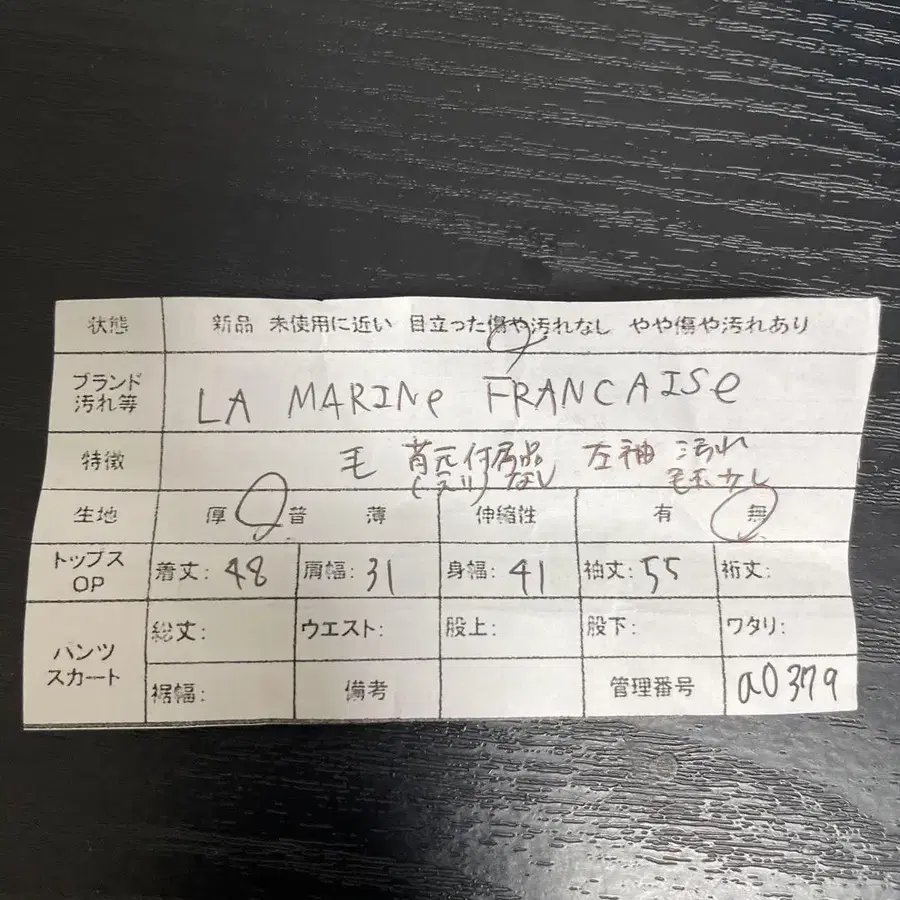 状態 新品 未使用に近い 目立った傷や汚れなし やや傷や汚れあり
ブランド
汚れ等 LA MARINe FRANCAISe
特徴 毛 首元付属品 左袖 汚れ
なし
生地 厚 普 薄 伸縮性 有 無
トップス
OP 着丈: 48 肩幅: 31 身幅: 41 袖丈: 55 裄丈:
パンツ
スカート 総丈: ウエスト: 股上: 股下: ワタリ:
裾幅: 備考 管理番号 a0379